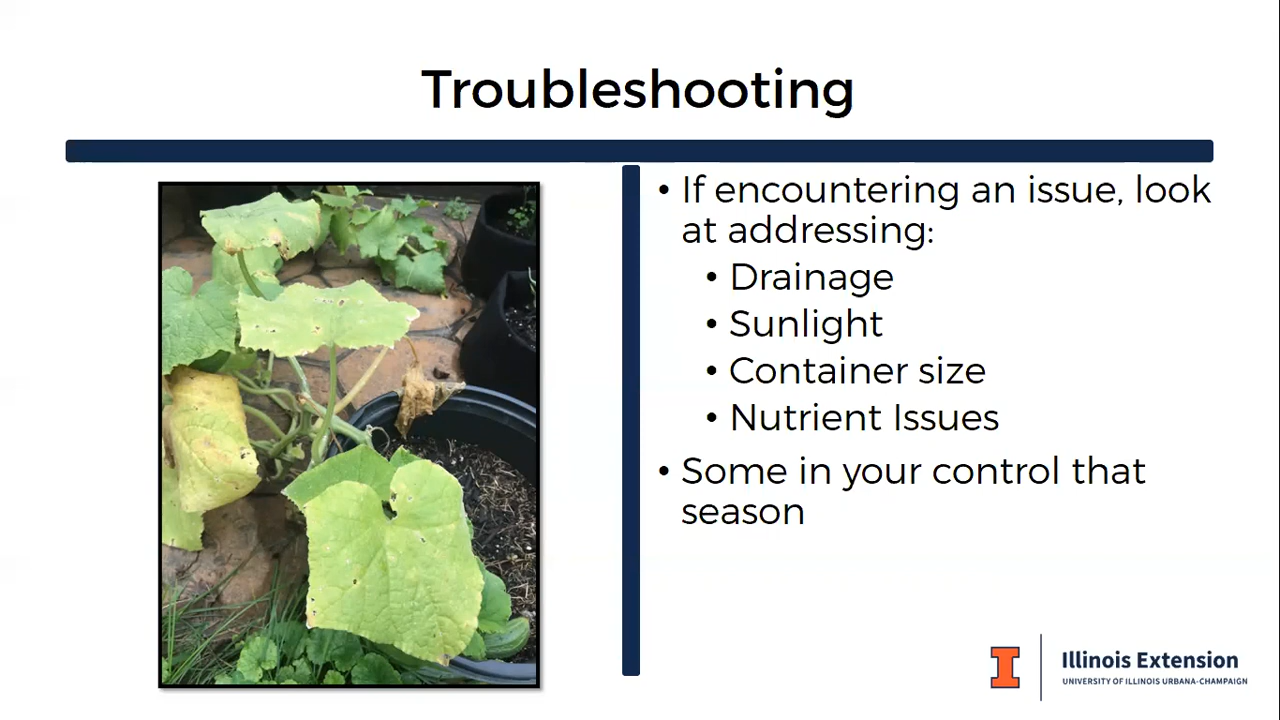 Troubleshooting
• If encountering an issue, look
at addressing:
• Drainage
• Sunlight
• Container size
• Nutrient Issues
• Some in your control that
season
Illinois Extension
UNIVERSITY OF ILLINOIS URBANA-CHAMPAIGN